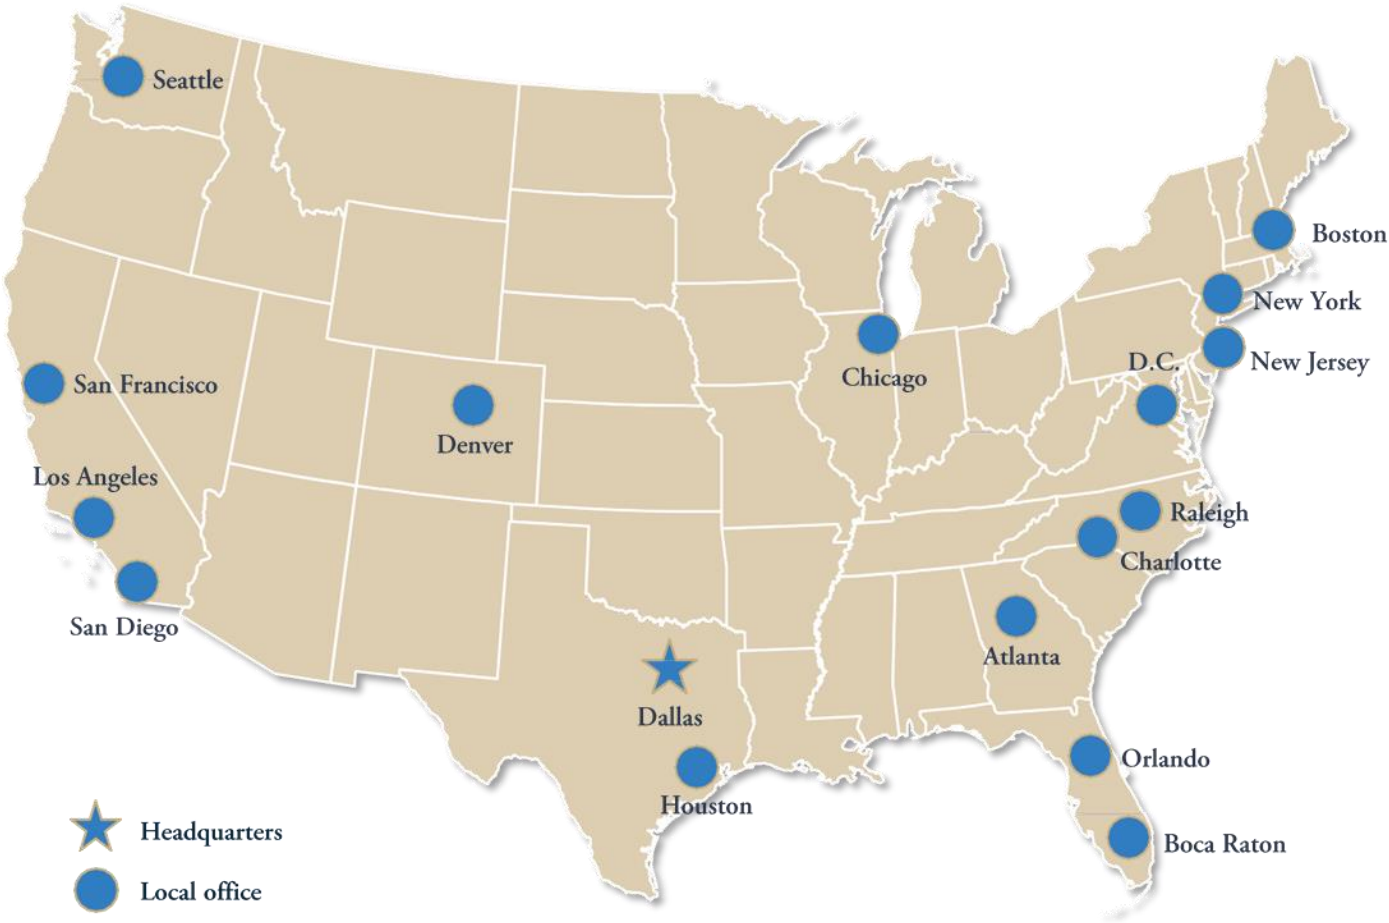 Seattle
Boston
New York
D.C.
New Jersey
Chicago
San Francisco
Denver
Los Angeles
Raleigh
Charlotte
San Diego
Atlanta
Dallas
Orlando
Houston
Headquarters
Boca Raton
Local office